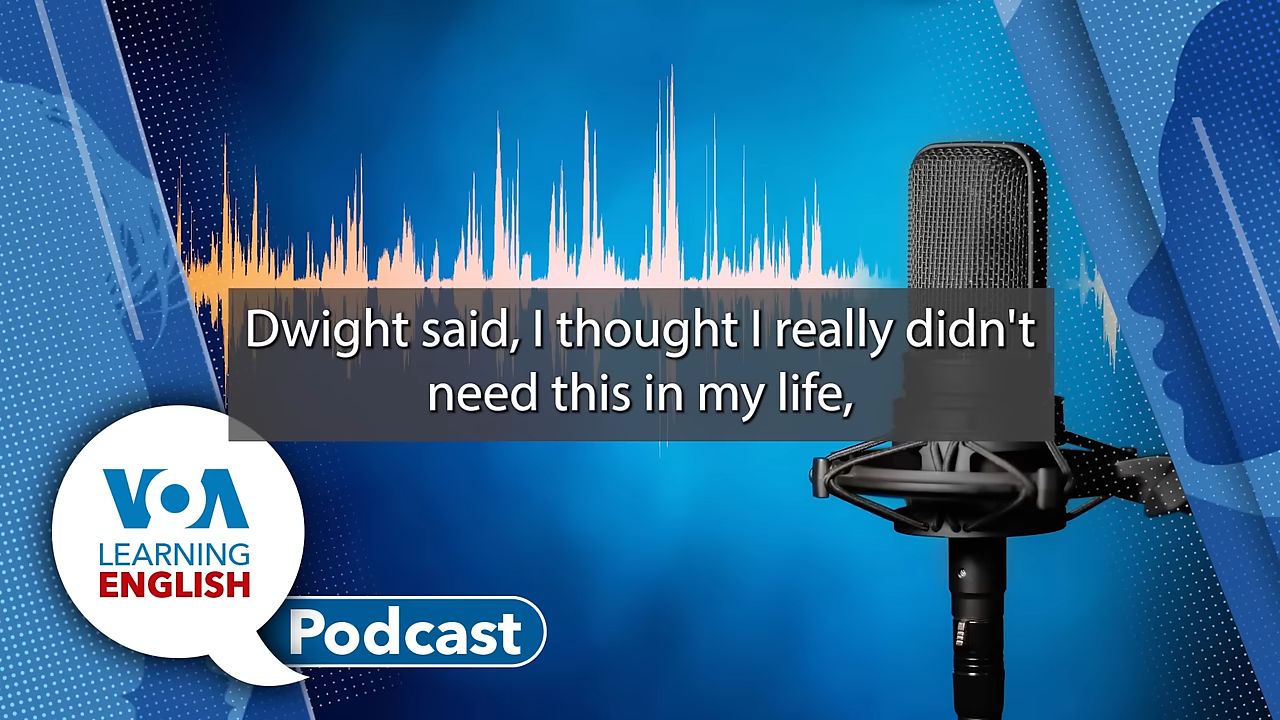 Dwight said, I thought I really didn't
need this in my life,
VOA
LEARNING
ENGLISH
Podcast